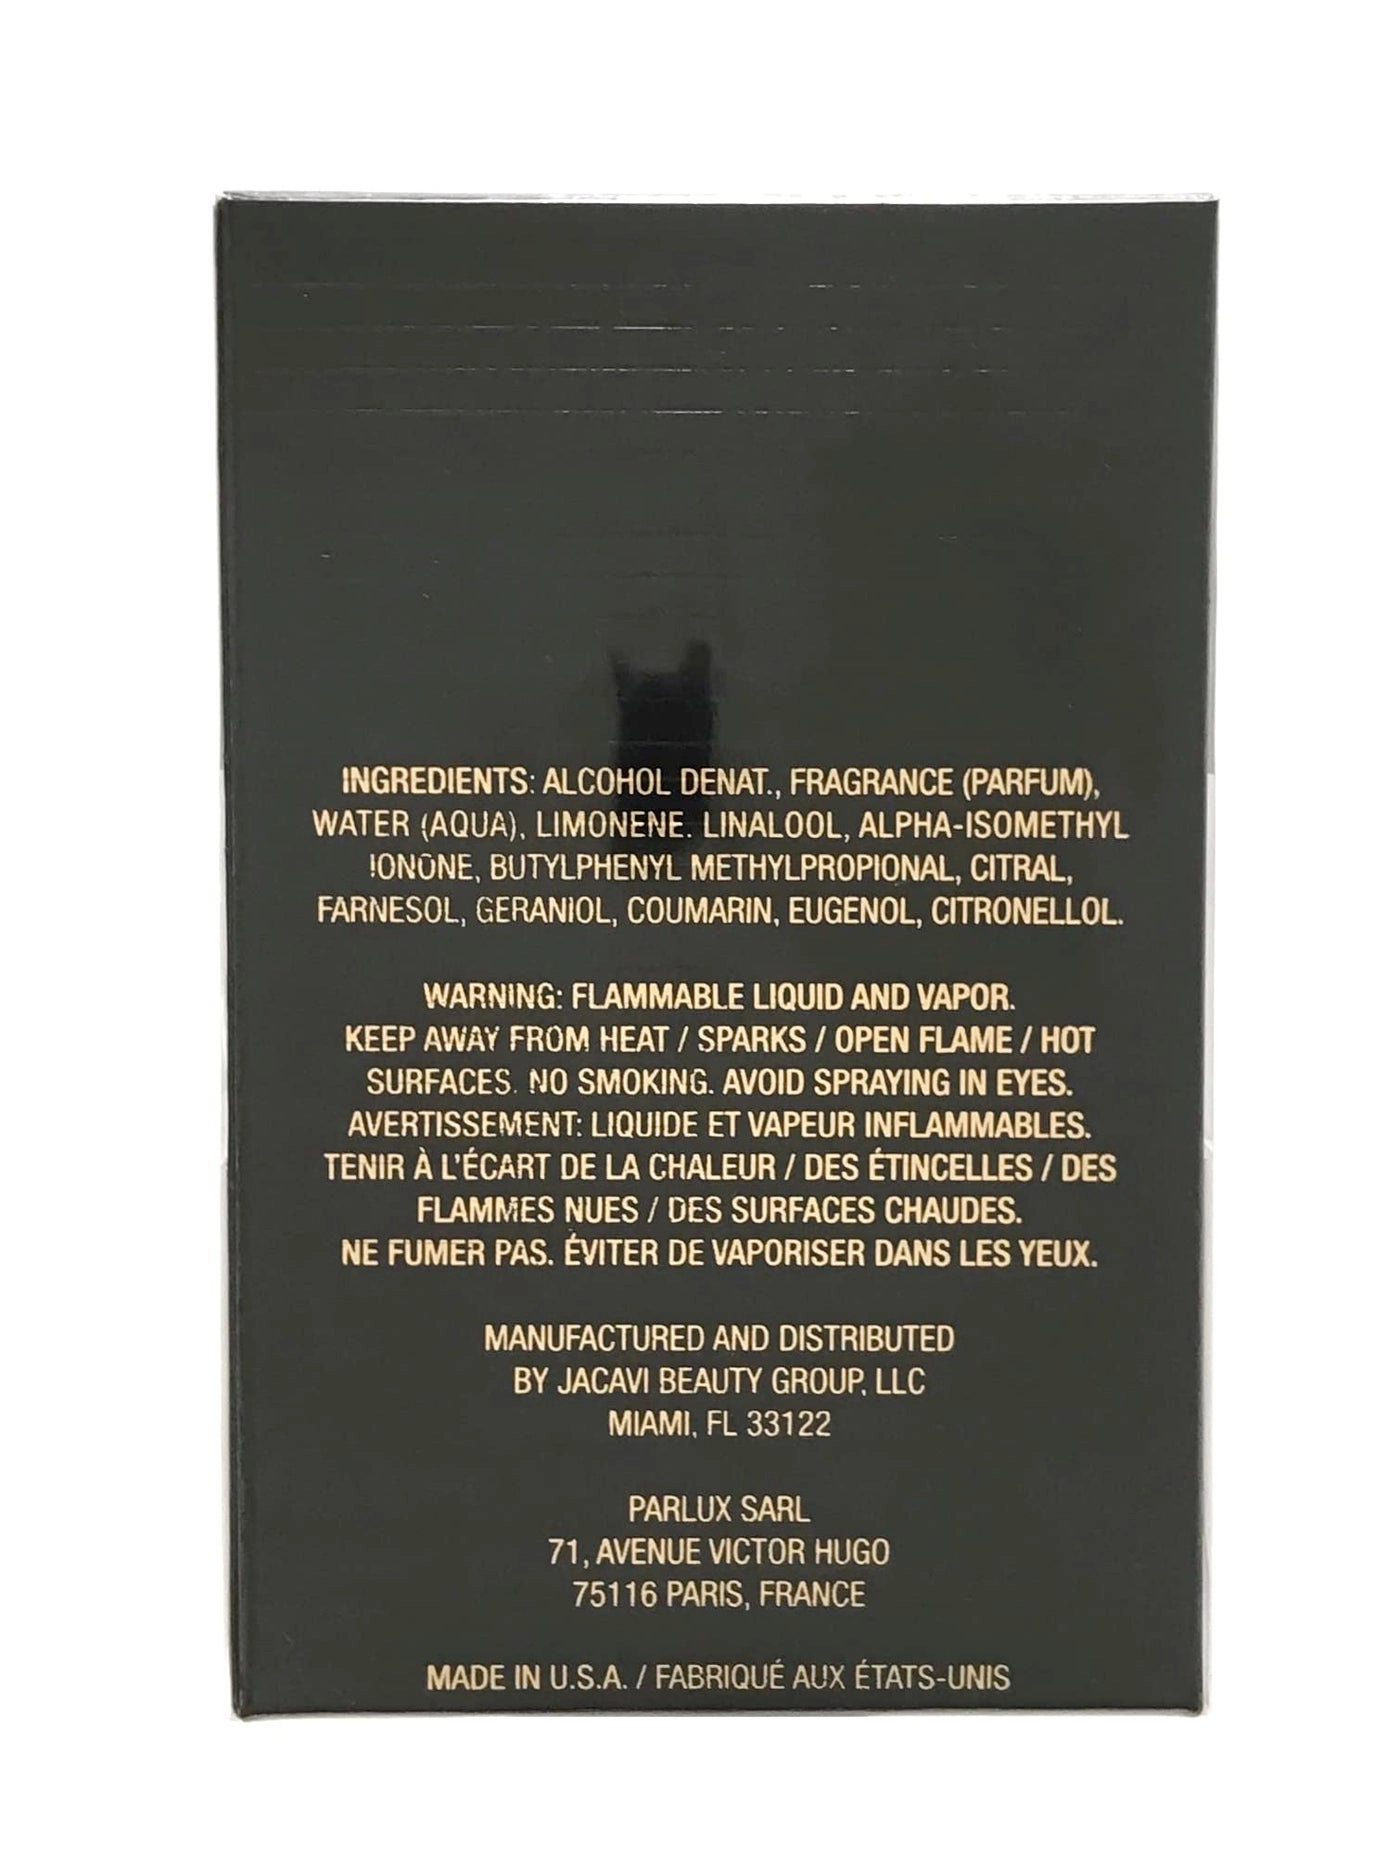 INGREDIENTS: ALCOHOL DENAT., FRAGRANCE (PARFUM),
WATER (AQUA), LIMONENE. LINALOOL, ALPHA-ISOMETHYL
IONONE, BUTYLPHENYL METHYLPROPIONAL, CITRAL,
FARNESOL, GERANIOL, COUMARIN, EUGENOL, CITRONELLOL.
WARNING: FLAMMABLE LIQUID AND VAPOR.
KEEP AWAY FROM HEAT / SPARKS / OPEN FLAME / HOT
SURFACES. NO SMOKING. AVOID SPRAYING IN EYES.
AVERTISSEMENT: LIQUIDE ET VAPEUR INFLAMMABLES.
TENIR À L'ÉCART DE LA CHALEUR / DES ÉTINCELLES / DES
FLAMMES NUES / DES SURFACES CHAUDES.
NE FUMER PAS. ÉVITER DE VAPORISER DANS LES YEUX.
MANUFACTURED AND DISTRIBUTED
BY JACAVI BEAUTY GROUP, LLC
MIAMI, FL 33122
PARLUX SARL
71, AVENUE VICTOR HUGO
75116 PARIS, FRANCE
MADE IN U.S.A. / FABRIQUÉ AUX ÉTATS-UNIS